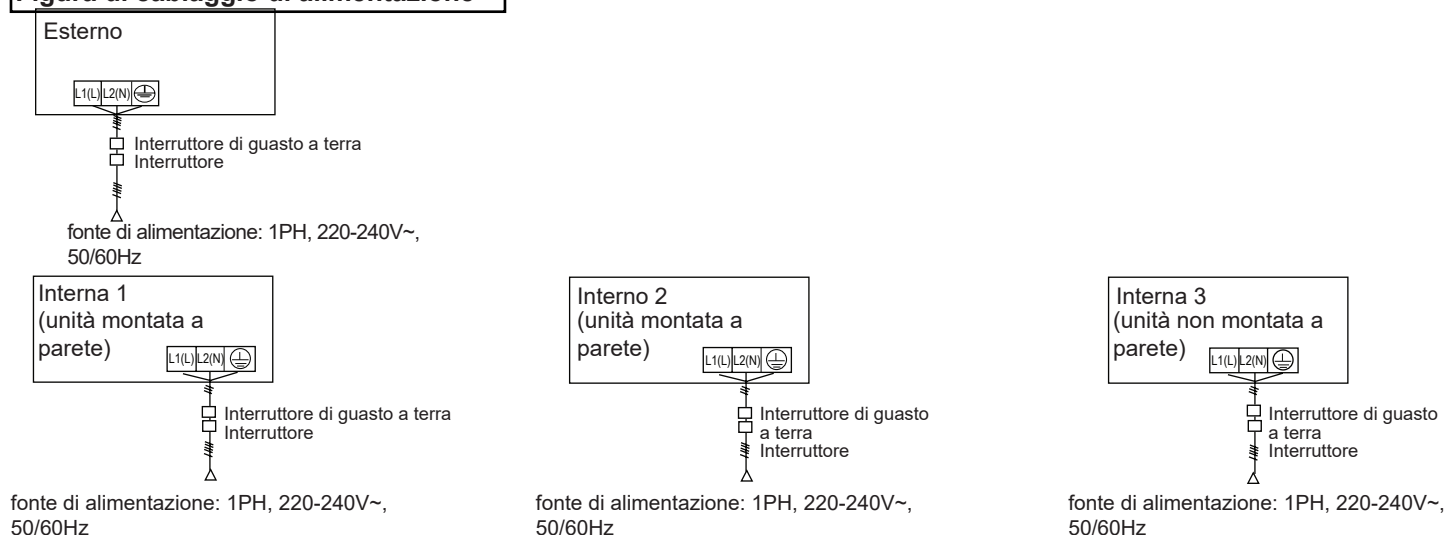 Figura di cablaggio di alimentazione
Esterno
L1(L) L2(N)
Interruttore di guasto a terra
Interruttore
fonte di alimentazione: 1PH, 220-240V~,
50/60Hz
Interna 1
(unità montata a
parete)
L1(L) L2(N)
Interruttore di guasto a terra
Interruttore
fonte di alimentazione: 1PH, 220-240V~,
50/60Hz
Interno 2
(unità montata a
parete)
L1(L) L2(N)
Interruttore di guasto
a terra
Interruttore
fonte di alimentazione: 1PH, 220-240V~,
50/60Hz
Interna 3
(unità non montata a
parete)
L1(L) L2(N)
Interruttore di guasto
a terra
Interruttore
fonte di alimentazione: 1PH, 220-240V~,
50/60Hz